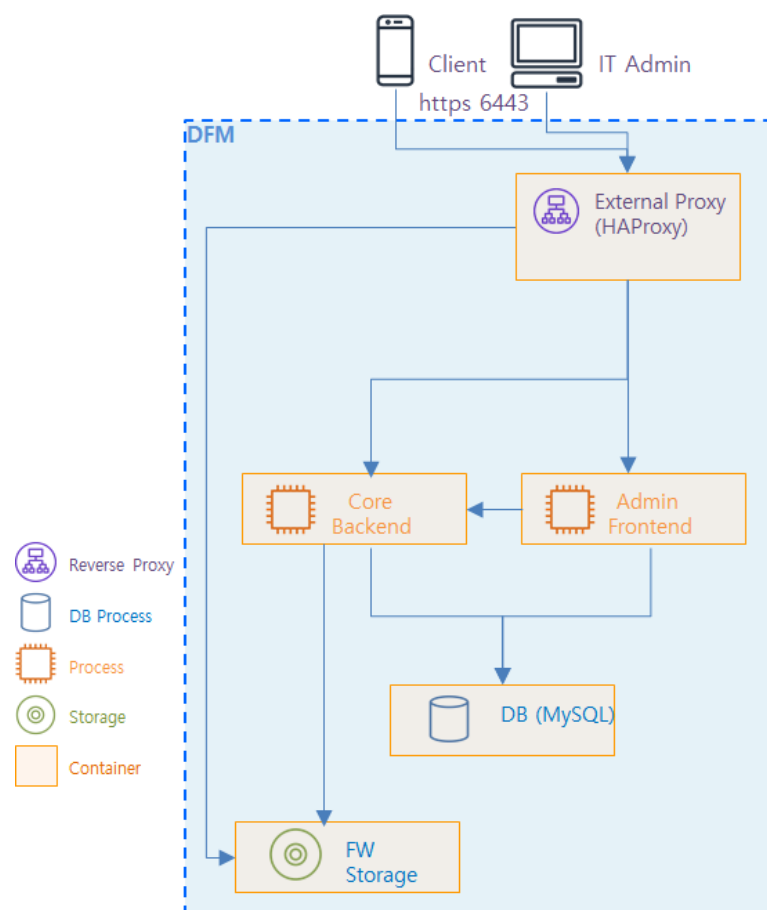 Client
IT Admin
https 6443
DFM
External Proxy
(HAProxy)
Core
Backend
Admin
Frontend
Reverse Proxy
DB Process
Process
Storage
Container
DB (MySQL)
FW
Storage